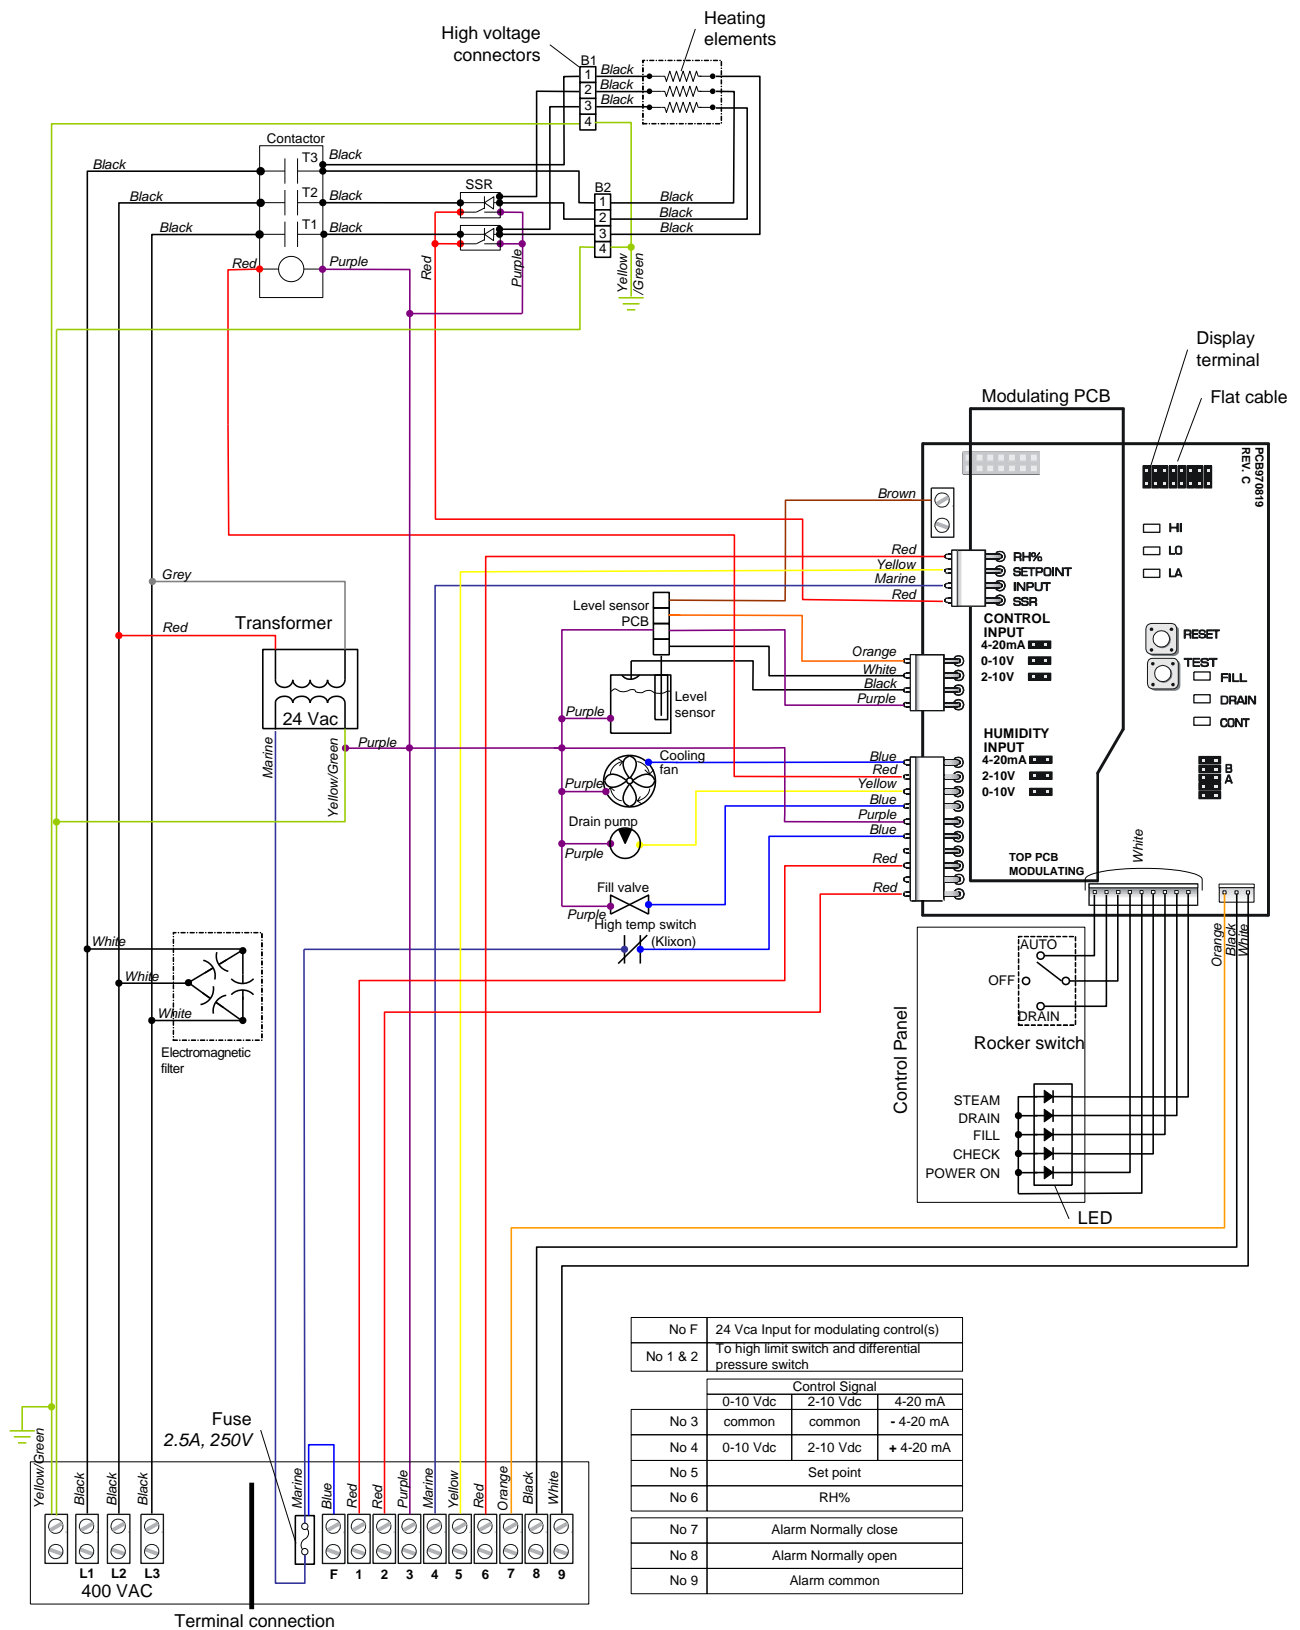 Heating
elements
High voltage
connectors
B1
1
2
3
4
Black
Black
Black
Contactor
T3
Black
Black
T2
Black
Black
T1
Black
Black
Red
Purple
SSR
Red
Purple
B2
1
2
3
4
Black
Black
Black
Yellow
/Green
Display
terminal
Flat cable
Modulating PCB
PCB970819
REV. C
HI
LO
LA
RESET
TEST
FILL
DRAIN
CONT
B
A
Brown
Red
Yellow
Marine
Red
RH%
SETPOINT
INPUT
SSR
CONTROL
INPUT
4-20mA
0-10V
2-10V
Orange
White
Black
Purple
HUMIDITY
INPUT
4-20mA
2-10V
0-10V
Blue
Red
Yellow
Blue
Purple
Blue
Red
Red
TOP PCB
MODULATING
White
Orange
Black
White
Grey
Red
Transformer
24 Vac
Marine
Yellow/Green
Purple
Level sensor
PCB
Level
sensor
Purple
Cooling
fan
Purple
Drain pump
Purple
Fill valve
Purple
High temp switch
(Klixon)
White
White
White
Electromagnetic
filter
Control Panel
AUTO
OFF
DRAIN
Rocker switch
STEAM
DRAIN
FILL
CHECK
POWER ON
LED
No F 24 Vca Input for modulating control(s)
No 1 & 2 To high limit switch and differential
pressure switch
Control Signal
0-10 Vdc 2-10 Vdc 4-20 mA
No 3 common common - 4-20 mA
No 4 0-10 Vdc 2-10 Vdc + 4-20 mA
No 5 Set point
No 6 RH%
No 7 Alarm Normally close
No 8 Alarm Normally open
No 9 Alarm common
Fuse
2.5A, 250V
Yellow/Green
Black
Black
Black
Marine
Blue
Red
Red
Purple
Marine
Yellow
Red
Orange
Black
White
L1 L2 L3
F 1 2 3 4 5 6 7 8 9
400 VAC
Terminal connection